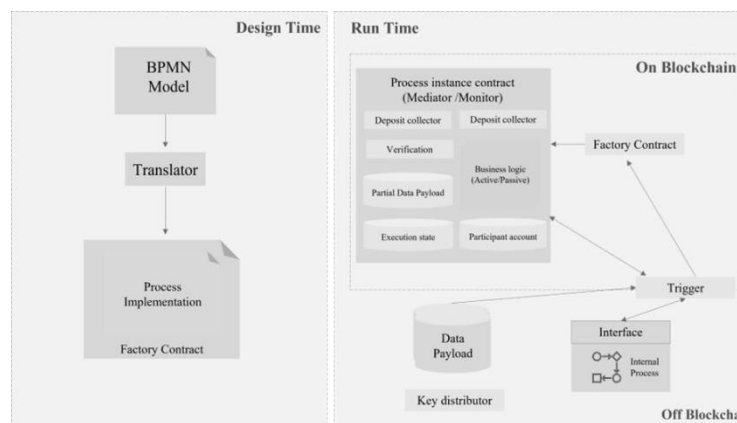 Design Time
BPMN
Model
Translator
Process
Implementation
Factory Contract
Run Time
On Blockchain
Process instance contract
(Mediator /Monitor)
Deposit collector
Deposit collector
Verification
Business logic
(Active/Passive)
Partial Data Payload
Execution state
Participant account
Factory Contract
Trigger
Data
Payload
Interface
Internal
Process
Key distributor
Off Blockcha